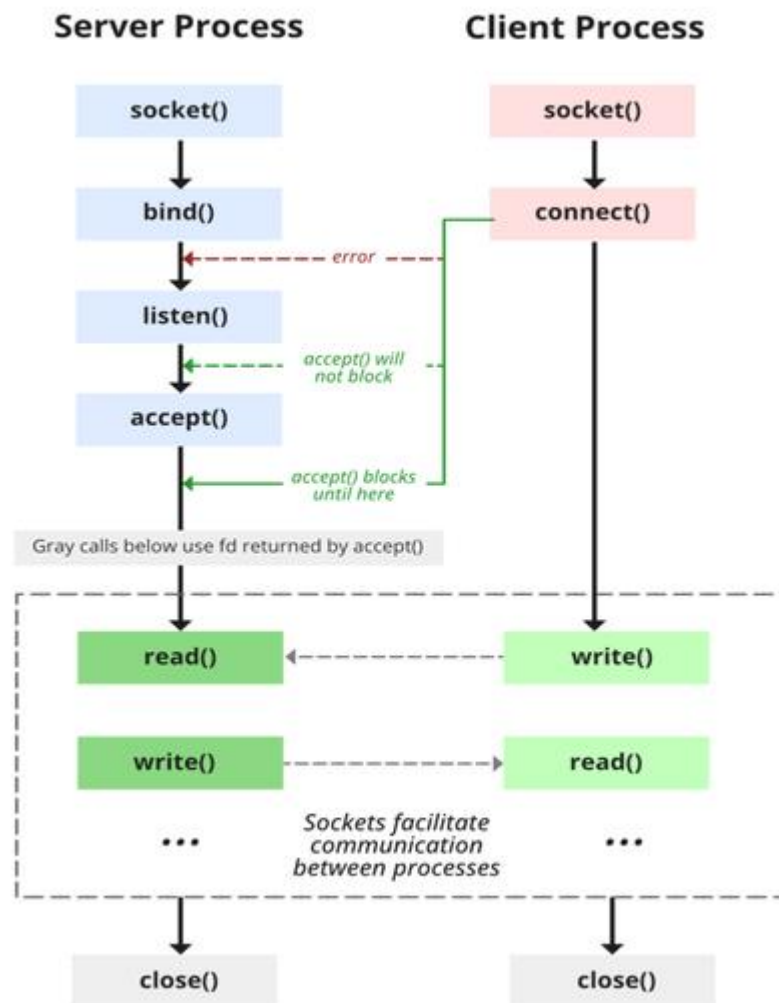 Server Process
Client Process
socket()
socket()
bind()
connect()
error
listen()
accept() will
not block
accept()
accept() blocks
until here
Gray calls below use fd returned by accept()
read()
write()
write()
read()
...
Sockets facilitate
communication
between processes
...
close()
close()